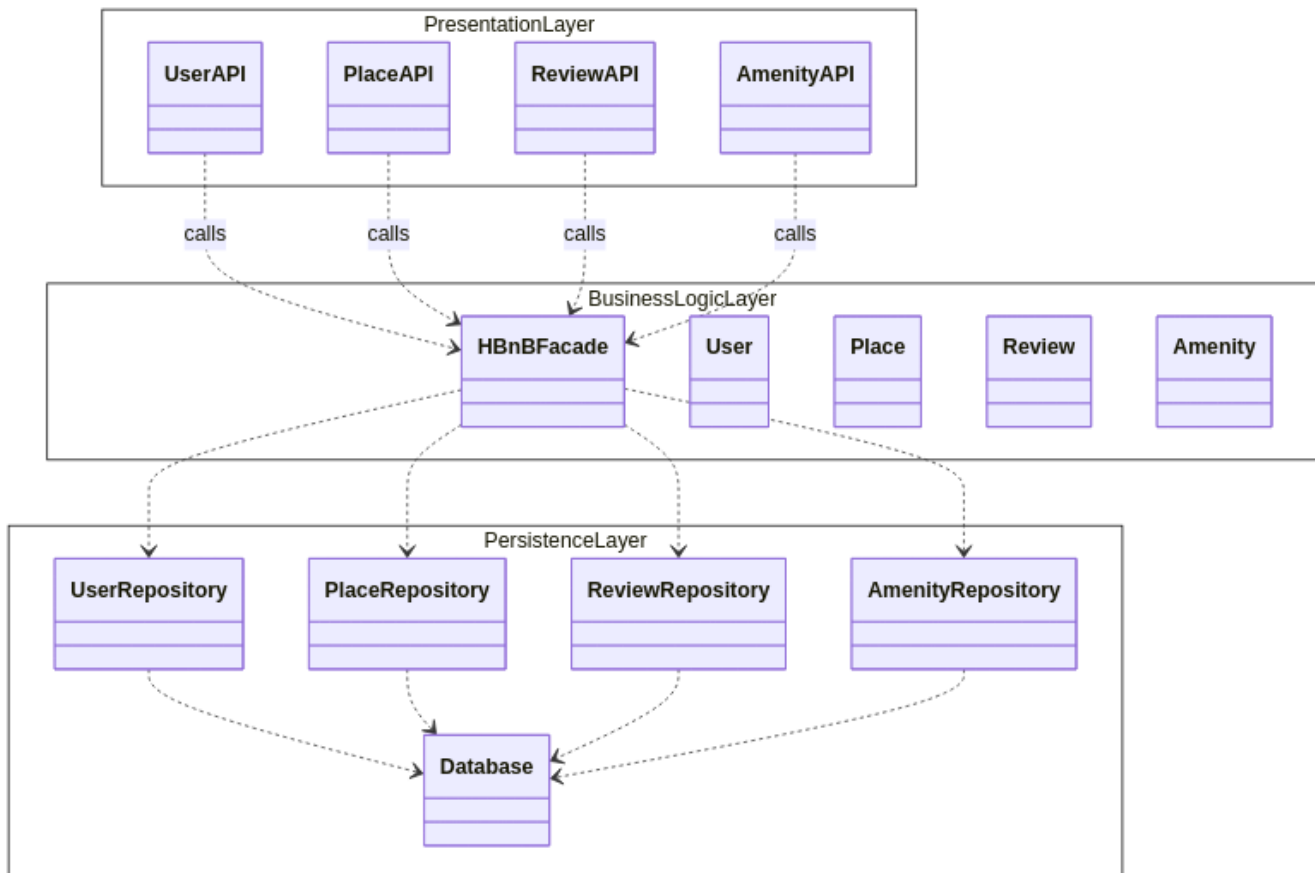 PresentationLayer
UserAPI
PlaceAPI
ReviewAPI
AmenityAPI
calls
calls
calls
calls
BusinessLogicLayer
HBnBFacade
User
Place
Review
Amenity
PersistenceLayer
UserRepository
PlaceRepository
ReviewRepository
AmenityRepository
Database